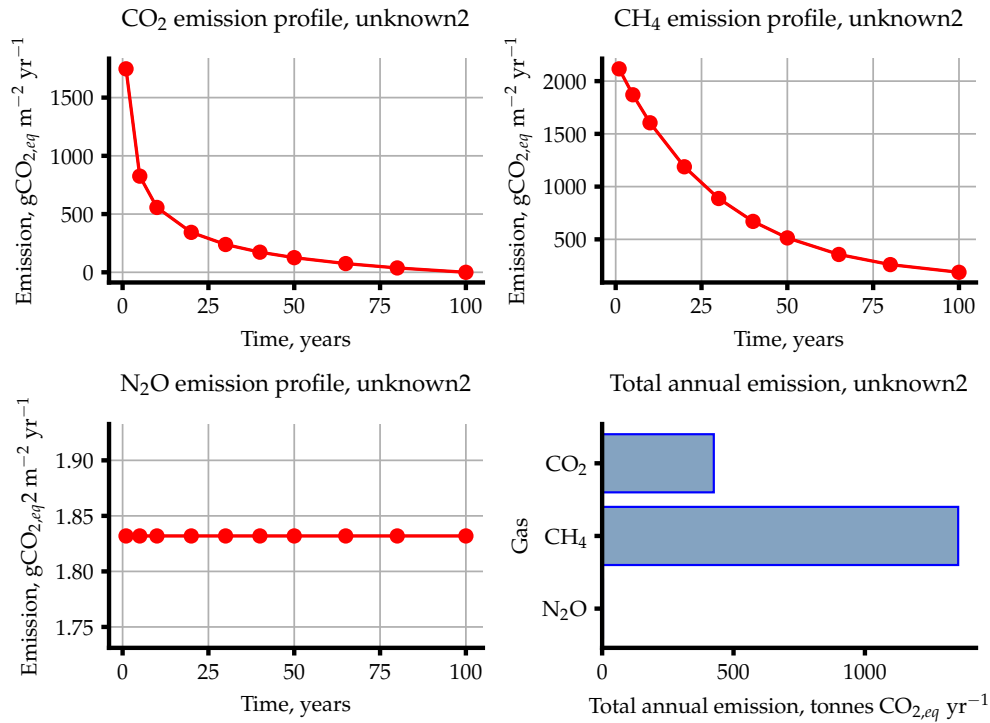 CO₂ emission profile, unknown2
Emission, gCO₂,eq m⁻² yr⁻¹
1500
1000
500
0
0 25 50 75 100
Time, years
CH₄ emission profile, unknown2
Emission, gCO₂,eq m⁻² yr⁻¹
2000
1500
1000
500
0 25 50 75 100
Time, years
N₂O emission profile, unknown2
Emission, gCO₂,eq2 m⁻² yr⁻¹
1.90
1.85
1.80
1.75
0 25 50 75 100
Time, years
Total annual emission, unknown2
Gas
CO₂
CH₄
N₂O
0 500 1000
Total annual emission, tonnes CO₂,eq yr⁻¹